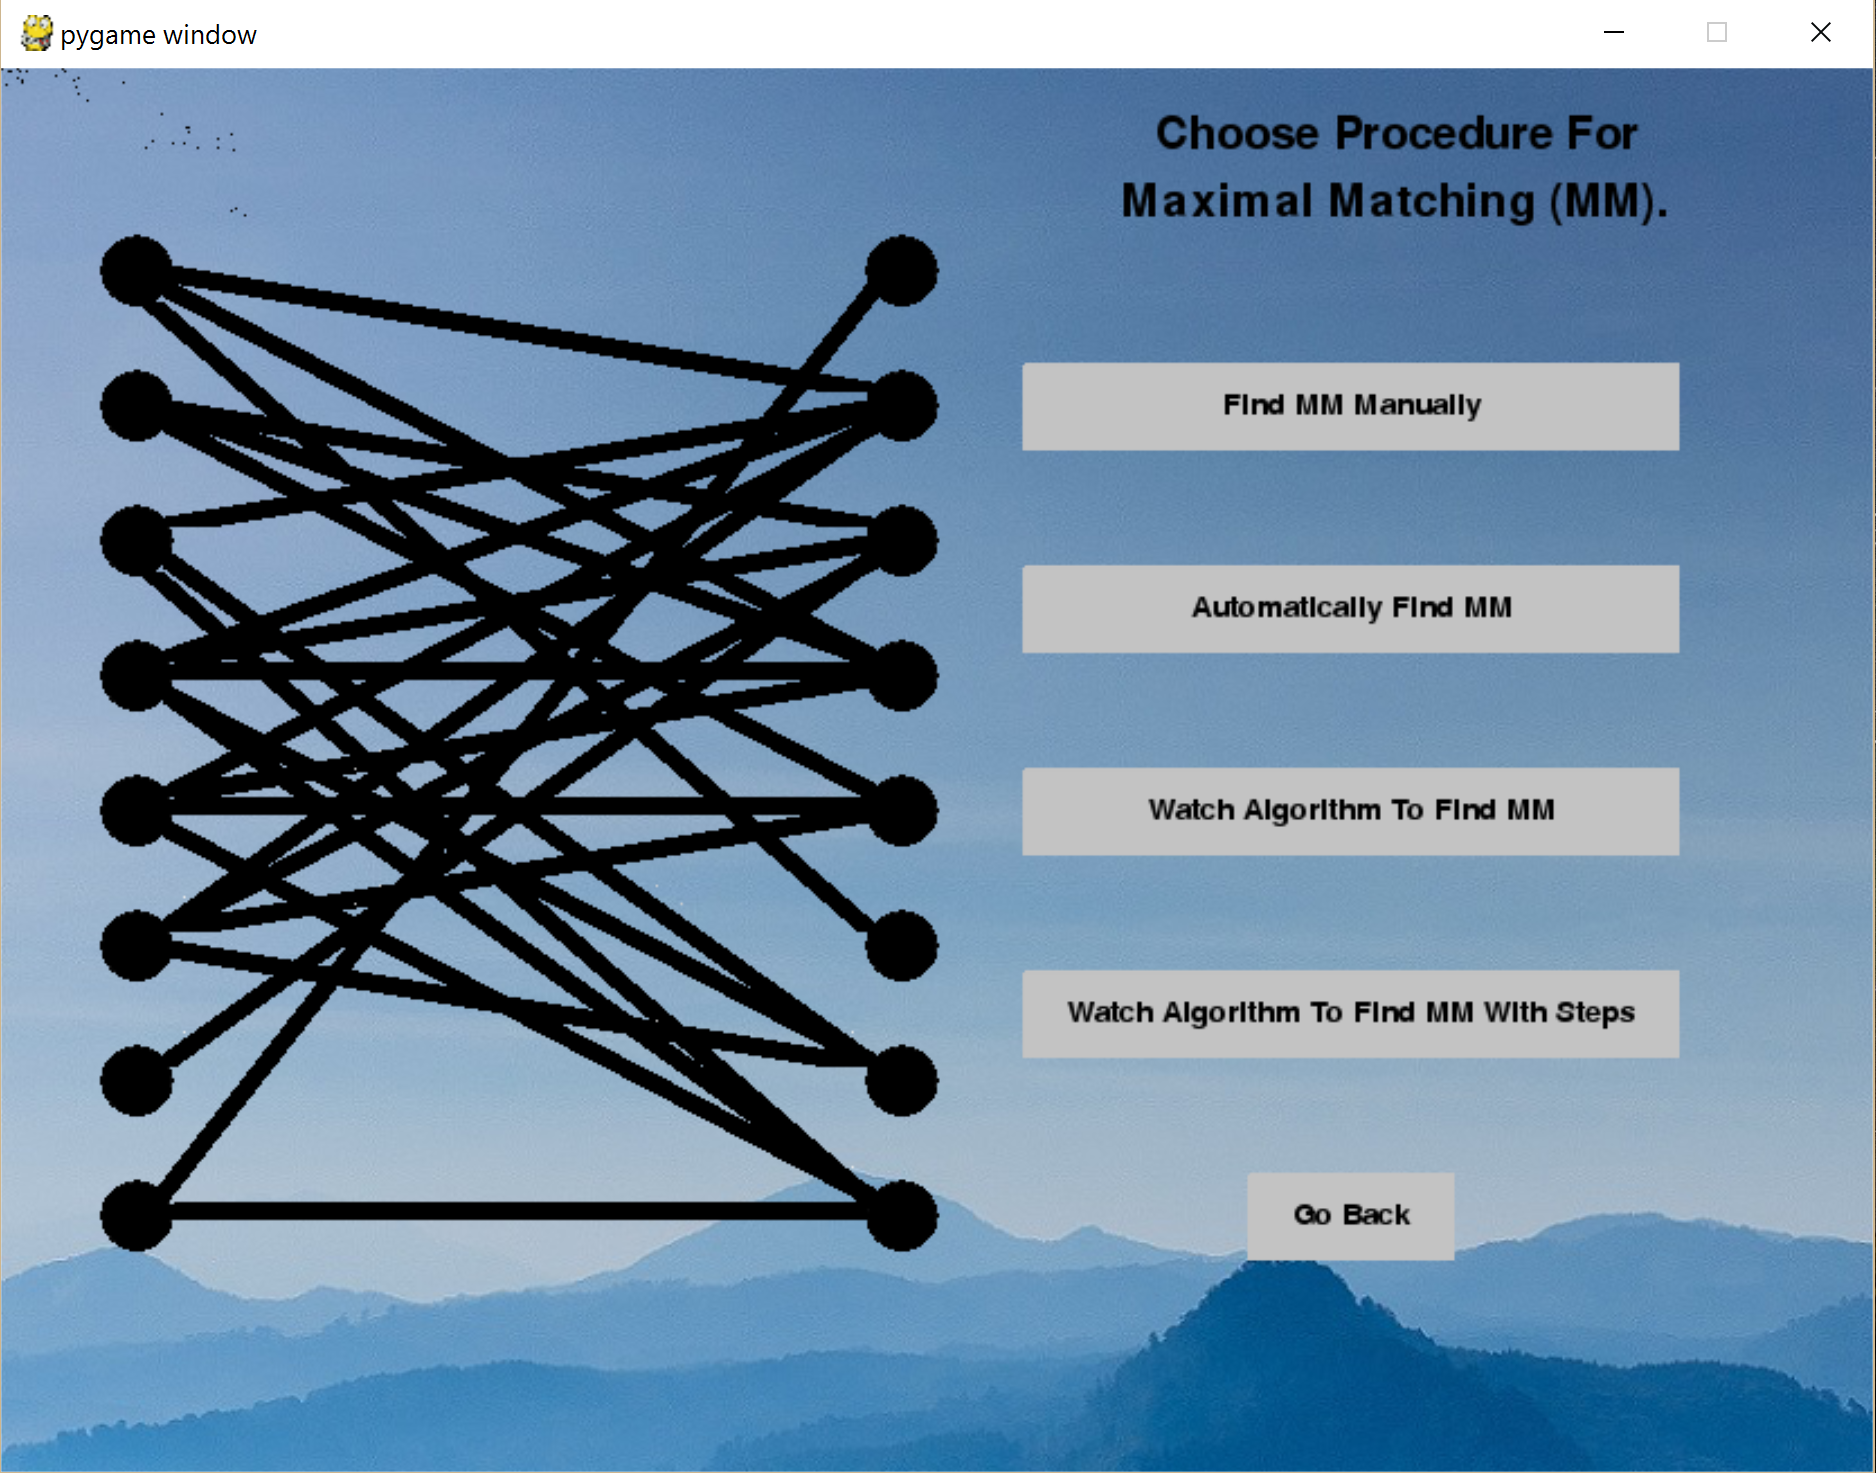 pygame window
Choose Procedure For
Maximal Matching (MM).
Find MM Manually
Automatically Find MM
Watch Algorithm To Find MM
Watch Algorithm To Find MM With Steps
Go Back